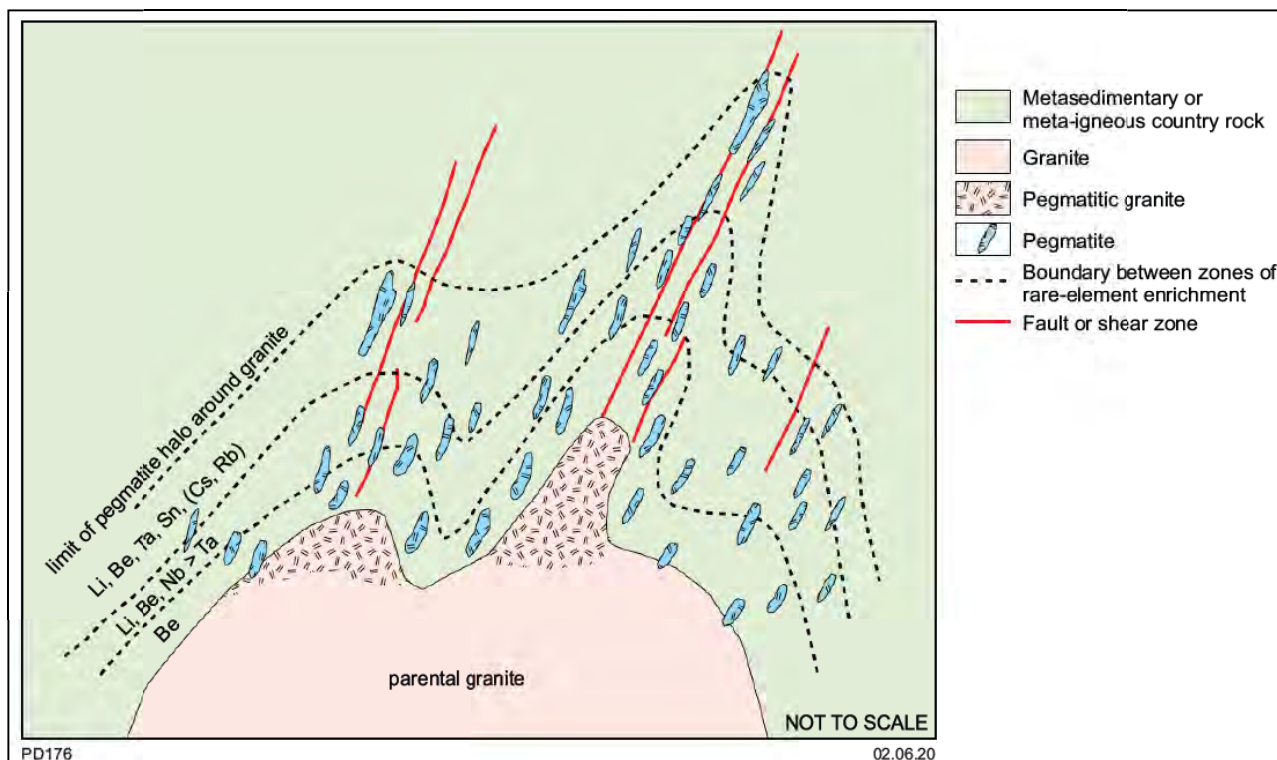 Metasedimentary or
meta-igneous country rock
Granite
Pegmatitic granite
Pegmatite
Boundary between zones of
rare-element enrichment
Fault or shear zone
limit of pegmatite halo around granite
Li, Be, Ta, Sn, (Cs, Rb)
Li, Be, Nb > Ta
Be
parental granite
NOT TO SCALE
PD176
02.06.20